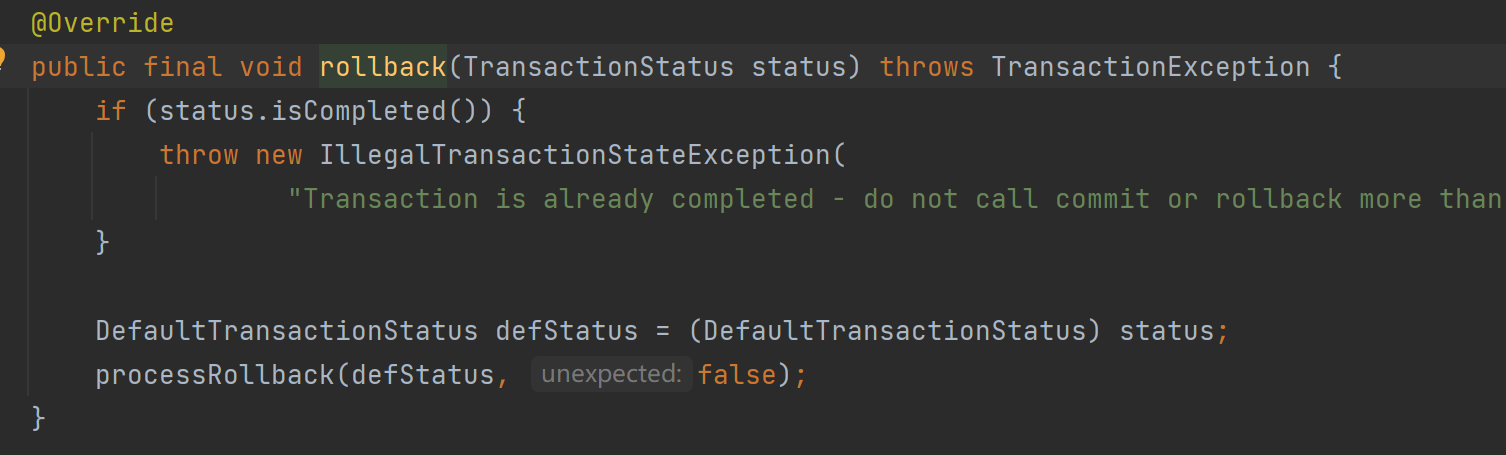 @Override
public final void rollback(TransactionStatus status) throws TransactionException {
if (status.isCompleted()) {
throw new IllegalTransactionStateException(
"Transaction is already completed - do not call commit or rollback more than
}
DefaultTransactionStatus defStatus = (DefaultTransactionStatus) status;
processRollback(defStatus, unexpected: false);
}